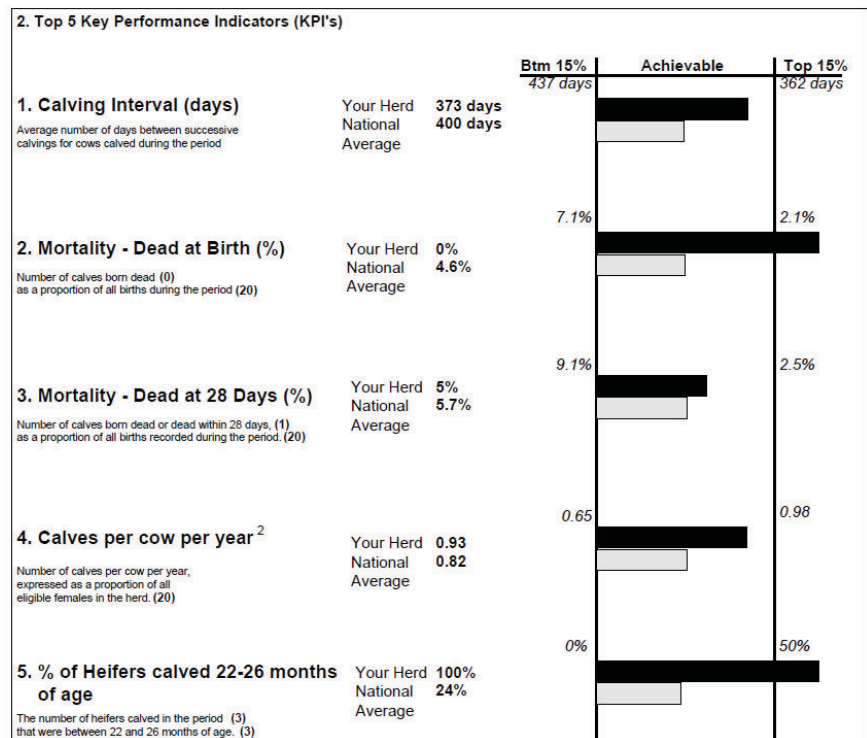 2. Top 5 Key Performance Indicators (KPI's)
Btm 15% Achievable Top 15%
437 days 362 days
1. Calving Interval (days)
Average number of days between successive
calvings for cows calved during the period
Your Herd 373 days
National 400 days
Average
7.1% 2.1%
2. Mortality - Dead at Birth (%)
Number of calves born dead (0)
as a proportion of all births during the period (20)
Your Herd 0%
National 4.6%
Average
9.1% 2.5%
3. Mortality - Dead at 28 Days (%)
Number of calves born dead or dead within 28 days, (1)
as a proportion of all births recorded during the period. (20)
Your Herd 5%
National 5.7%
Average
0.65 0.98
4. Calves per cow per year 2
Number of calves per cow per year,
expressed as a proportion of all
eligible females in the herd. (20)
Your Herd 0.93
National 0.82
Average
0% 50%
5. % of Heifers calved 22-26 months
of age
The number of heifers calved in the period (3)
that were between 22 and 26 months of age. (3)
Your Herd 100%
National 24%
Average